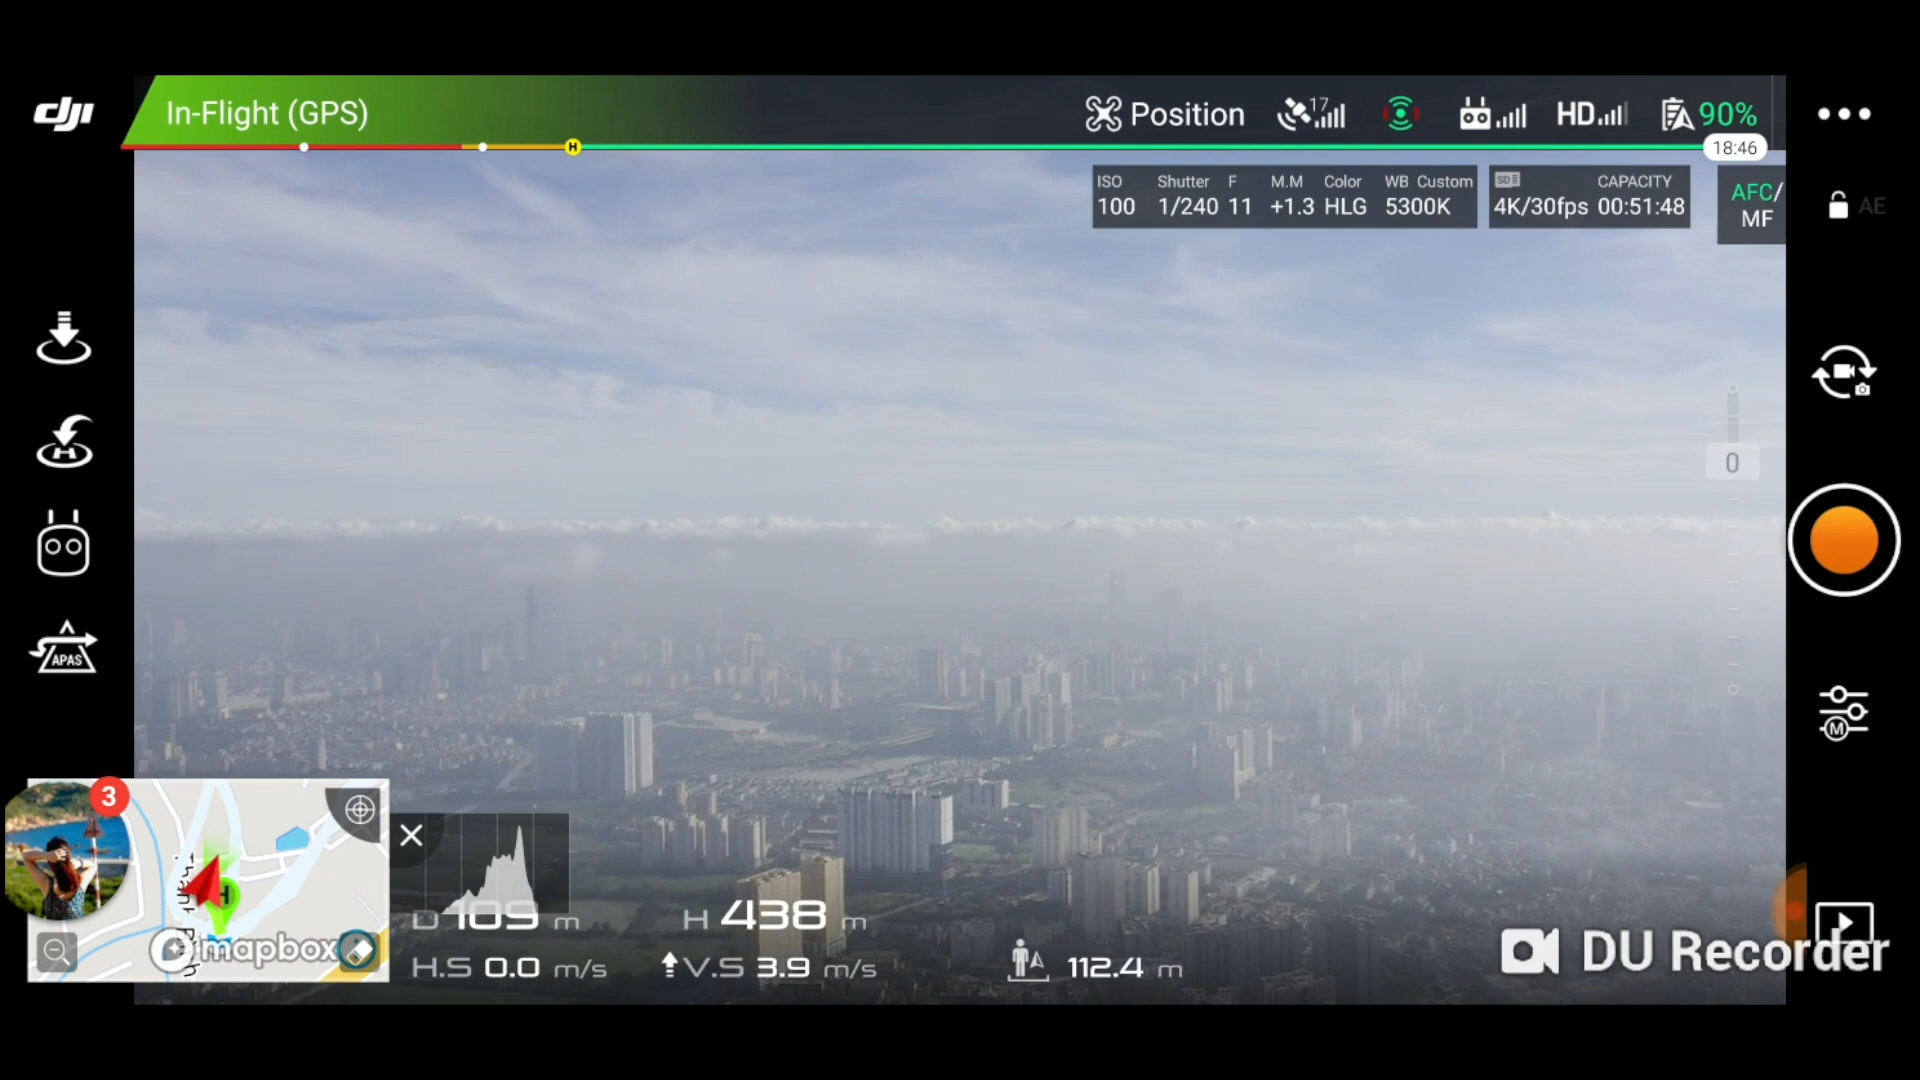 dji
In-Flight (GPS)
Position
17
HD
90%
H
18:46
ISO
100
Shutter
1/240
F
11
M.M
+1.3
Color
HLG
WB Custom
5300K
SD
4K/30fps
CAPACITY
00:51:48
AFC/
MF
AE
0
H
APAS
M
3
H
mapbox
D 109 m
H 438 m
H.S 0.0 m/s
V.S 3.9 m/s
112.4 m
DU Recorder